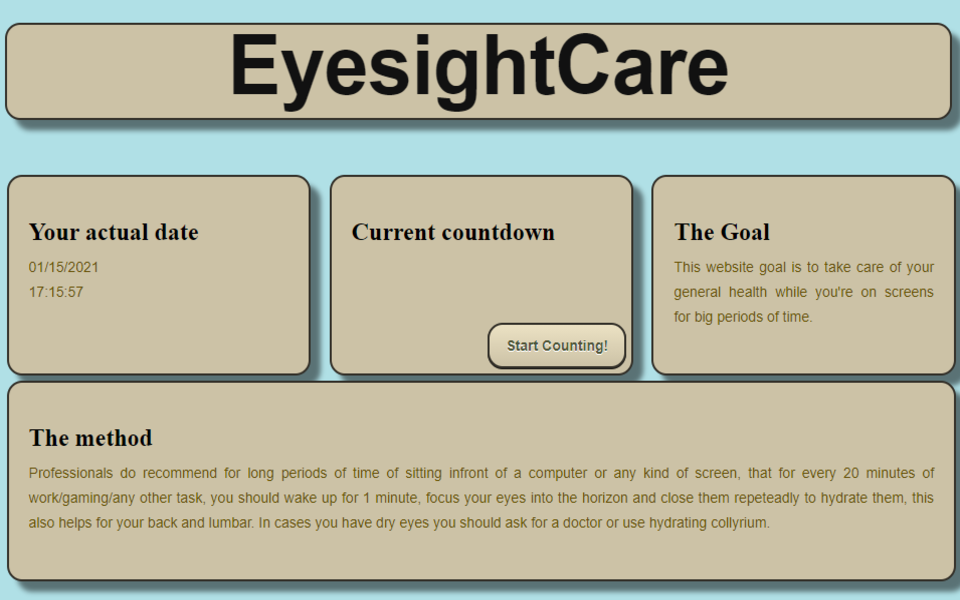 EyesightCare
Your actual date
01/15/2021
17:15:57
Current countdown
Start Counting!
The Goal
This website goal is to take care of your
general health while you're on screens
for big periods of time.
The method
Professionals do recommend for long periods of time of sitting infront of a computer or any kind of screen, that for every 20 minutes of
work/gaming/any other task, you should wake up for 1 minute, focus your eyes into the horizon and close them repeteadly to hydrate them, this
also helps for your back and lumbar. In cases you have dry eyes you should ask for a doctor or use hydrating collyrium.